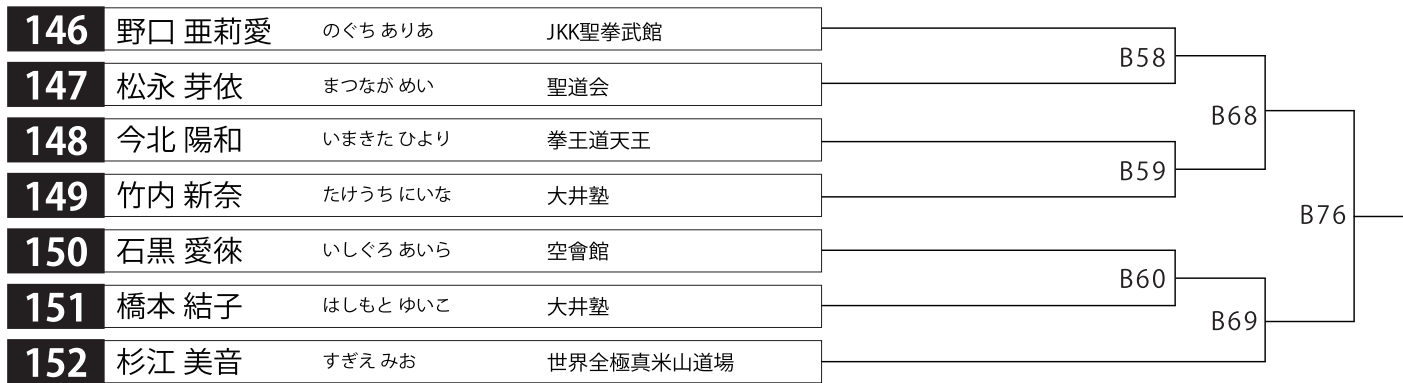 146 野口 亜莉愛 のぐち ありあ JKK聖拳武館
147 松永 芽依 まつなが めい 聖道会
148 今北 陽和 いまきた ひより 拳王道天王
149 竹内 新奈 たけうち にいな 大井塾
150 石黒 愛徠 いしぐろ あいら 空會館
151 橋本 結子 はしもと ゆいこ 大井塾
152 杉江 美音 すぎえ みお 世界全極真米山道場
B58
B59
B60
B68
B69
B76